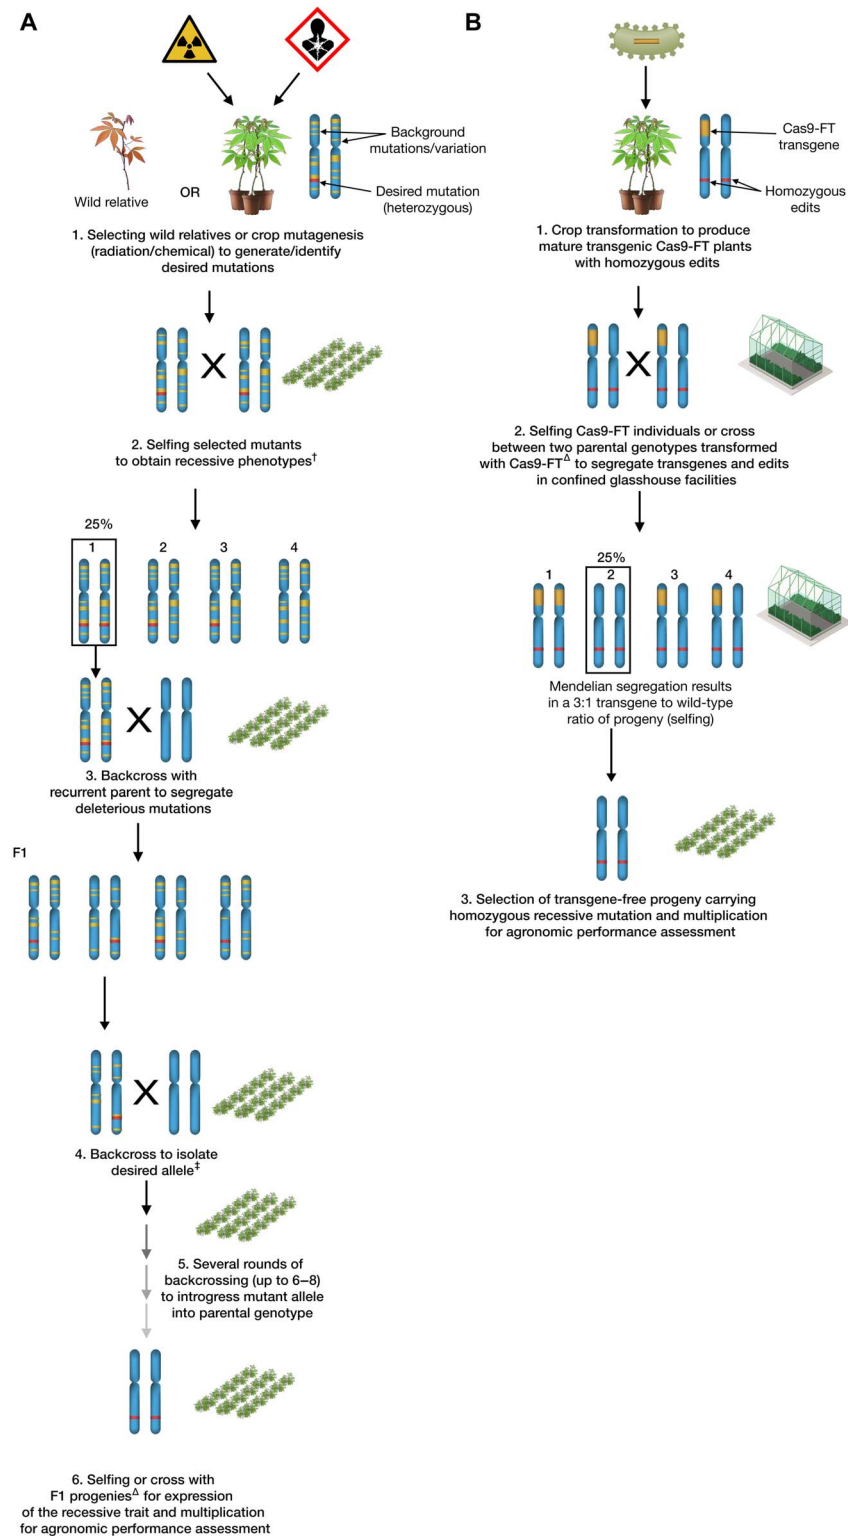 A
Background
mutations/variation
Desired mutation
(heterozygous)
Wild relative
OR
1. Selecting wild relatives or crop mutagenesis
(radiation/chemical) to generate/identify
desired mutations
X
2. Selfing selected mutants
to obtain recessive phenotypes†
25%
1 2 3 4
X
3. Backcross with
recurrent parent to segregate
deleterious mutations
F1
X
4. Backcross to isolate
desired allele‡
5. Several rounds of
backcrossing (up to 6–8)
to introgress mutant allele
into parental genotype
6. Selfing or cross with
F1 progeniesΔ for expression
of the recessive trait and multiplication
for agronomic performance assessment
B
Cas9-FT
transgene
Homozygous
edits
1. Crop transformation to produce
mature transgenic Cas9-FT plants
with homozygous edits
X
2. Selfing Cas9-FT individuals or cross
between two parental genotypes transformed
with Cas9-FTΔ to segregate transgenes and edits
in confined glasshouse facilities
25%
1 2 3 4
Mendelian segregation results
in a 3:1 transgene to wild-type
ratio of progeny (selfing)
3. Selection of transgene-free progeny carrying
homozygous recessive mutation and multiplication
for agronomic performance assessment